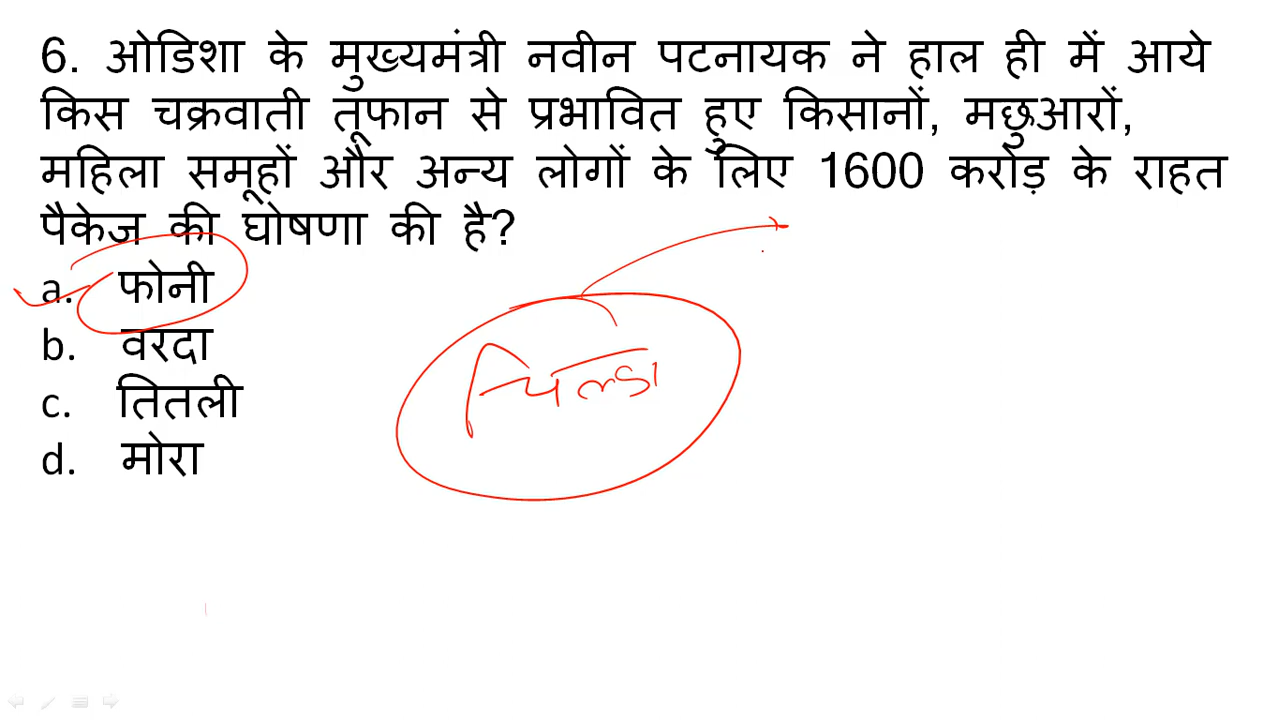 6. ओडिशा के मुख्यमंत्री नवीन पटनायक ने हाल ही में आये
किस चक्रवाती तूफान से प्रभावित हुए किसानों, मछुआरों,
महिला समूहों और अन्य लोगों के लिए 1600 करोड़ के राहत
पैकेज की घोषणा की है?
a. फोनी
b. वरदा
c. तितली
d. मोरा